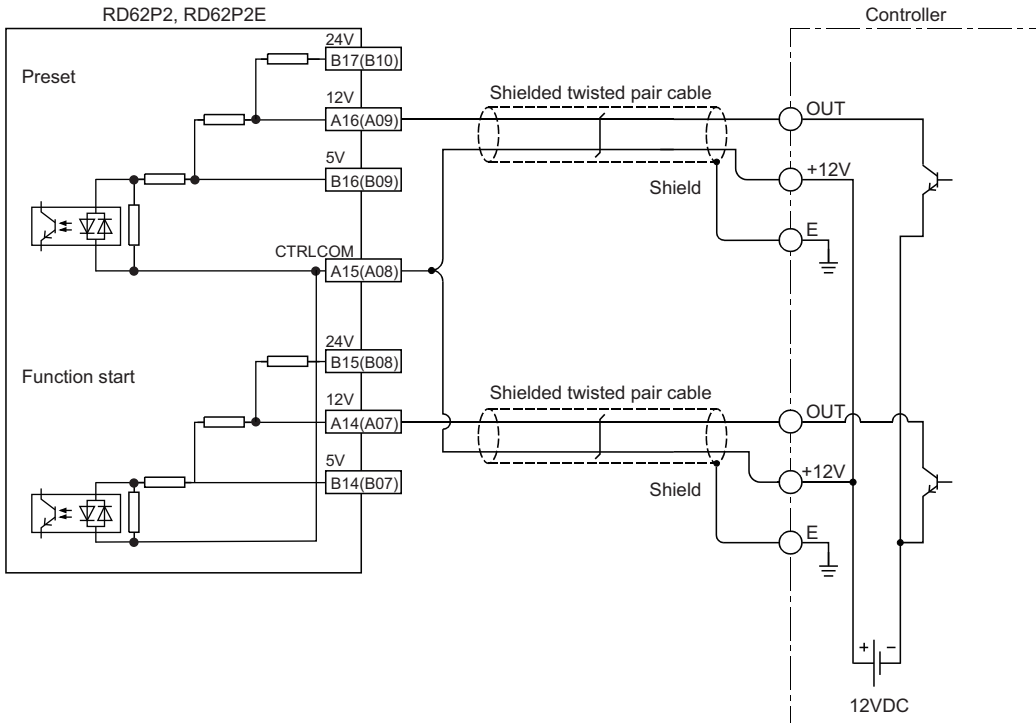 RD62P2, RD62P2E
Controller
24V
B17(B10)
Preset
12V
A16(A09)
Shielded twisted pair cable
OUT
5V
B16(B09)
+12V
Shield
E
CTRLCOM
A15(A08)
24V
B15(B08)
Function start
12V
A14(A07)
Shielded twisted pair cable
OUT
5V
B14(B07)
+12V
Shield
E
+
−
12VDC